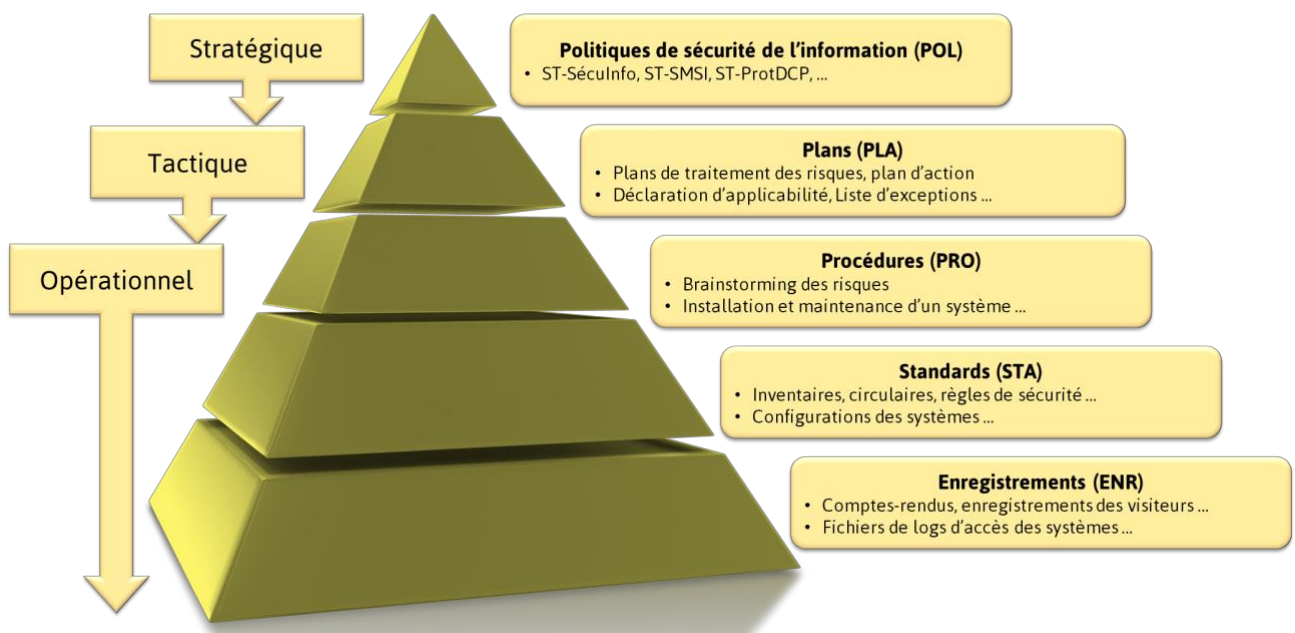 Stratégique
Politiques de sécurité de l'information (POL)
• ST-SécuInfo, ST-SMSI, ST-ProtDCP, ...
Tactique
Plans (PLA)
• Plans de traitement des risques, plan d'action
• Déclaration d'applicabilité, Liste d'exceptions ...
Opérationnel
Procédures (PRO)
• Brainstorming des risques
• Installation et maintenance d'un système ...
Standards (STA)
• Inventaires, circulaires, règles de sécurité ...
• Configurations des systèmes ...
Enregistrements (ENR)
• Comptes-rendus, enregistrements des visiteurs ...
• Fichiers de logs d'accès des systèmes ...